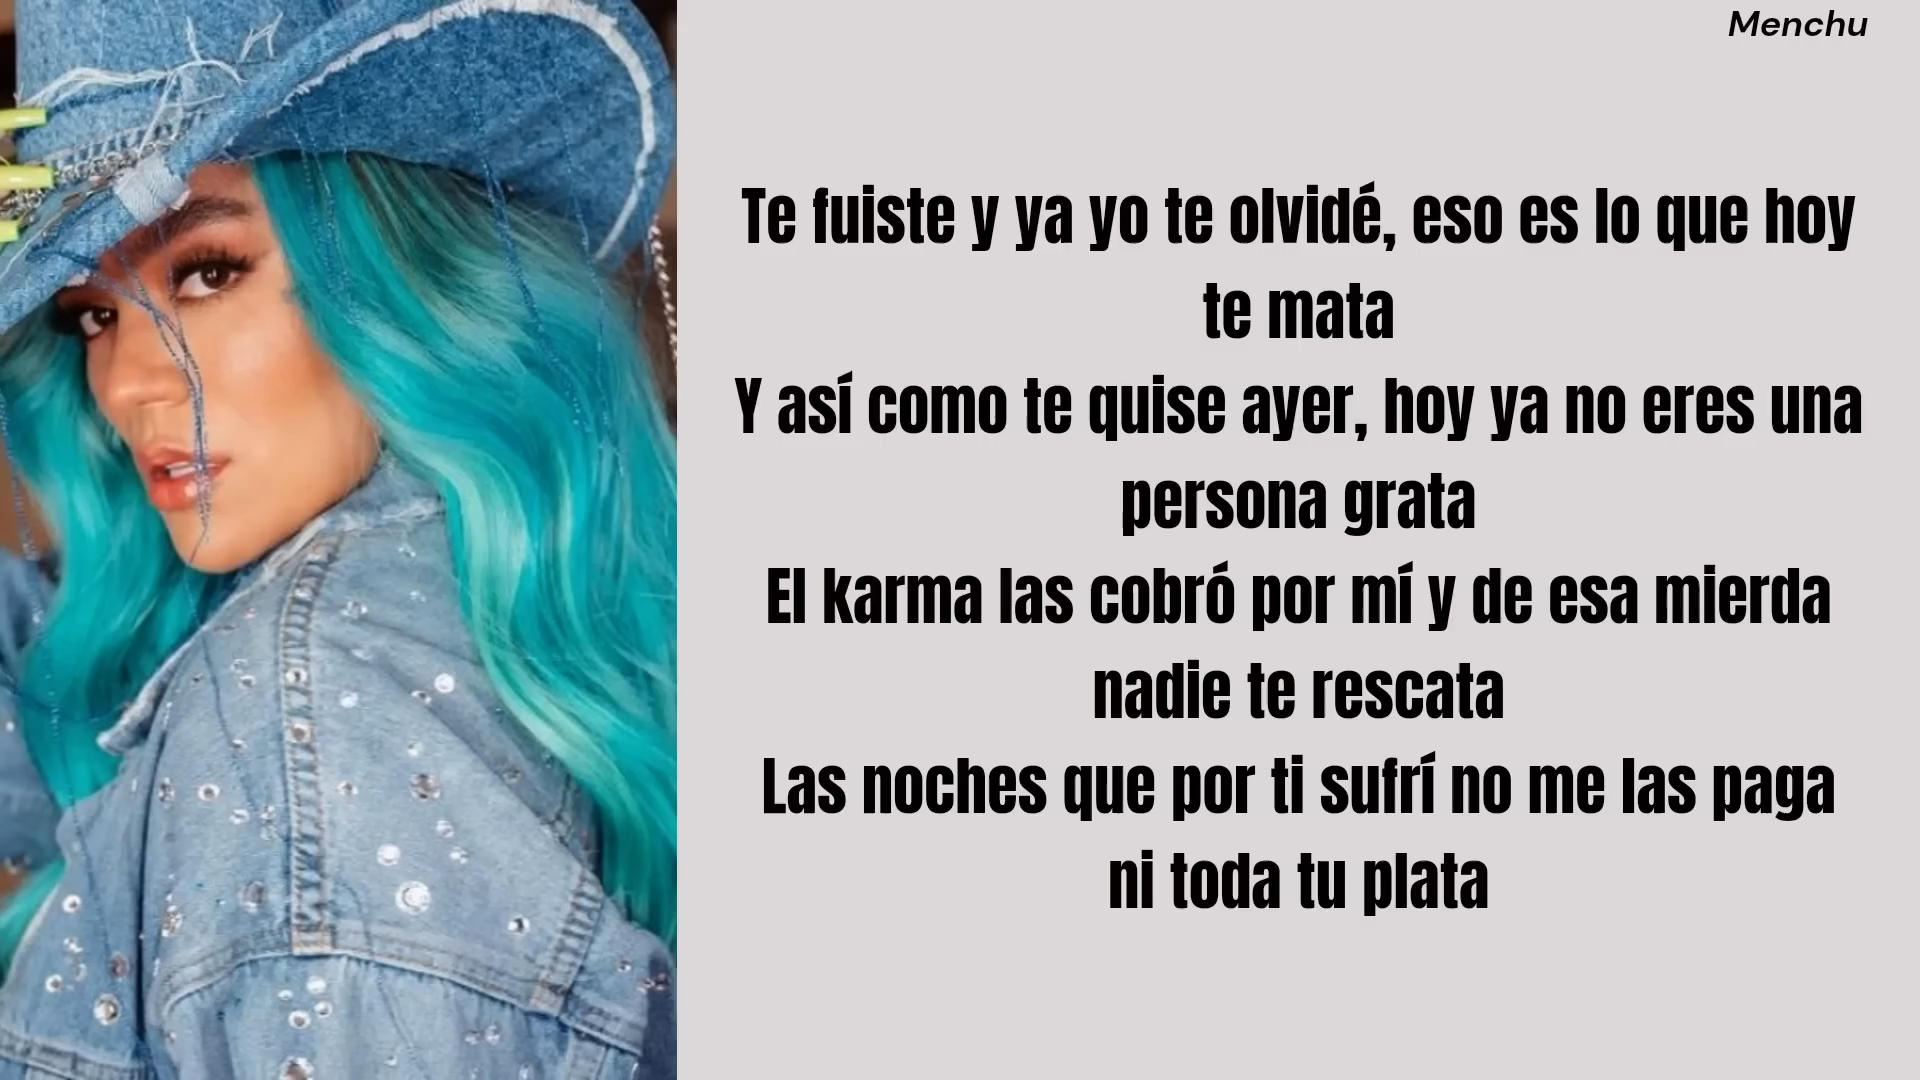 Menchu
Te fuiste y ya yo te olvidé, eso es lo que hoy
te mata
Y así como te quise ayer, hoy ya no eres una
persona grata
El karma las cobró por mí y de esa mierda
nadie te rescata
Las noches que por ti sufrí no me las paga
ni toda tu plata